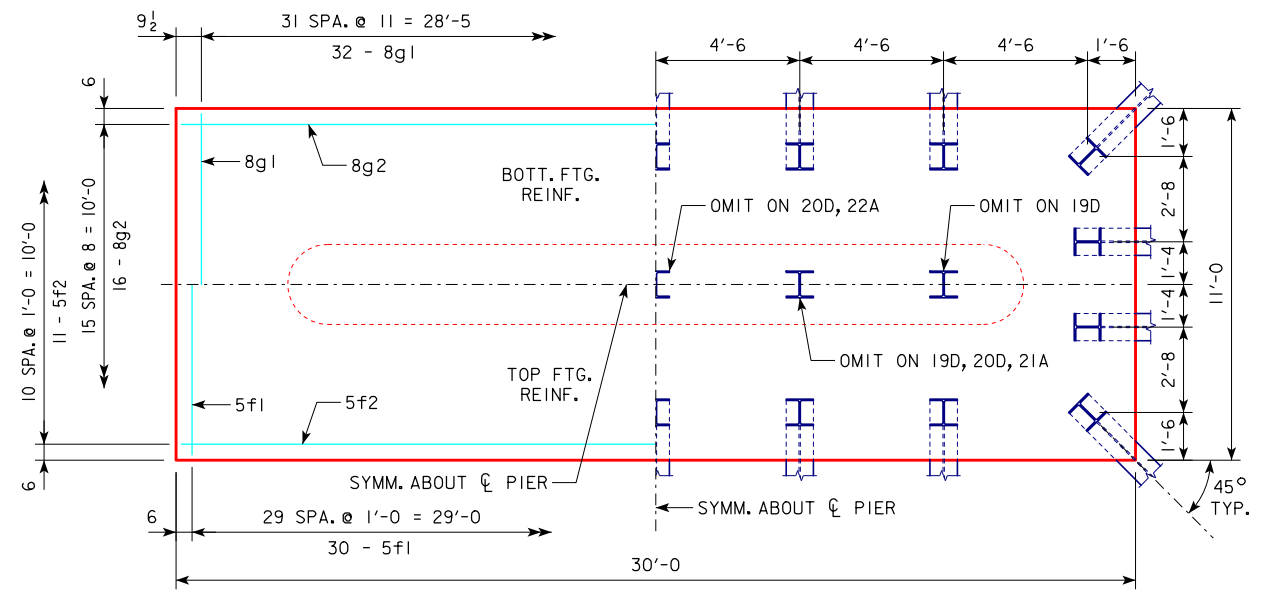 9½
31 SPA. @ 11 = 28'-5
32 - 8g1
4'-6
4'-6
4'-6
1'-6
6
15 SPA. @ 8 = 10'-0
16 - 8g2
10 SPA. @ 1'-0 = 10'-0
11 - 5f2
6
8g1
8g2
BOTT. FTG.
REINF.
OMIT ON 20D, 22A
OMIT ON 19D
1'-6
2'-8
1'-4
1'-4
2'-8
1'-6
11'-0
TOP FTG.
REINF.
OMIT ON 19D, 20D, 21A
5f1
5f2
SYMM. ABOUT ℄ PIER
SYMM. ABOUT ℄ PIER
45°
TYP.
6
29 SPA. @ 1'-0 = 29'-0
30 - 5f1
30'-0